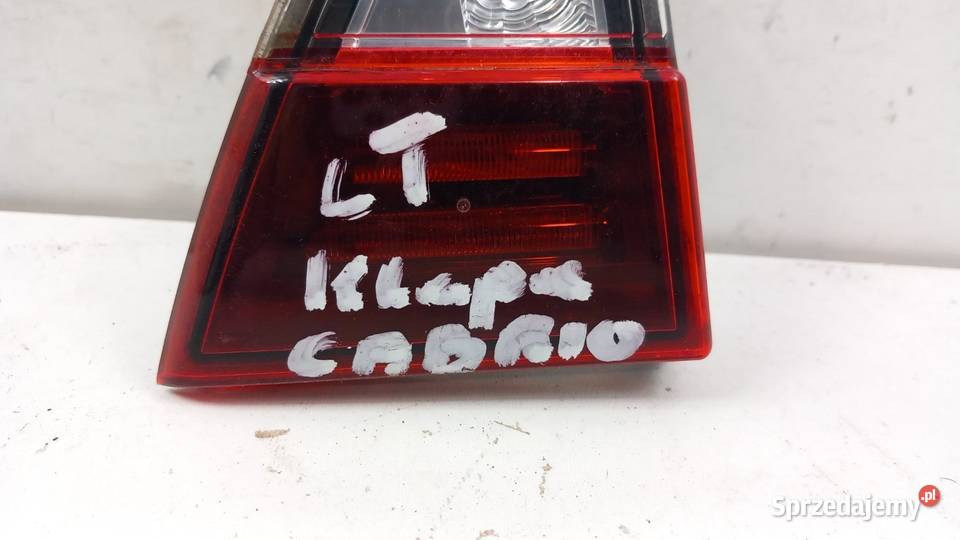 LT
Klapa
CABRIO
Sprzedajemy.pl